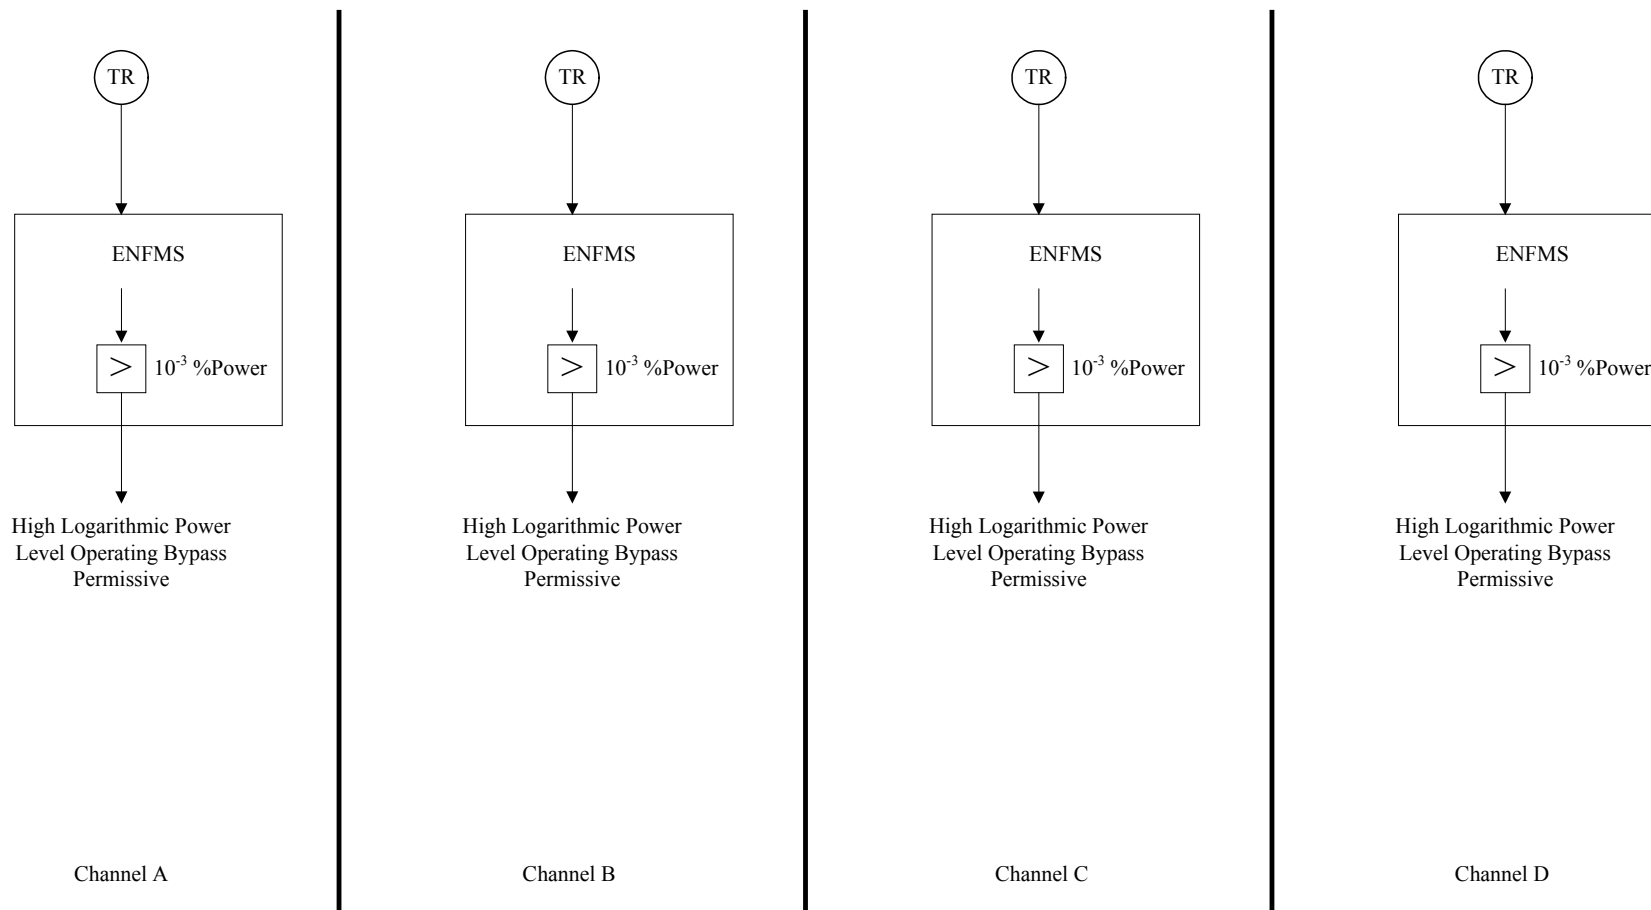 TR
ENFMS
> 10⁻³ %Power
High Logarithmic Power
Level Operating Bypass
Permissive
Channel A
TR
ENFMS
> 10⁻³ %Power
High Logarithmic Power
Level Operating Bypass
Permissive
Channel B
TR
ENFMS
> 10⁻³ %Power
High Logarithmic Power
Level Operating Bypass
Permissive
Channel C
TR
ENFMS
> 10⁻³ %Power
High Logarithmic Power
Level Operating Bypass
Permissive
Channel D